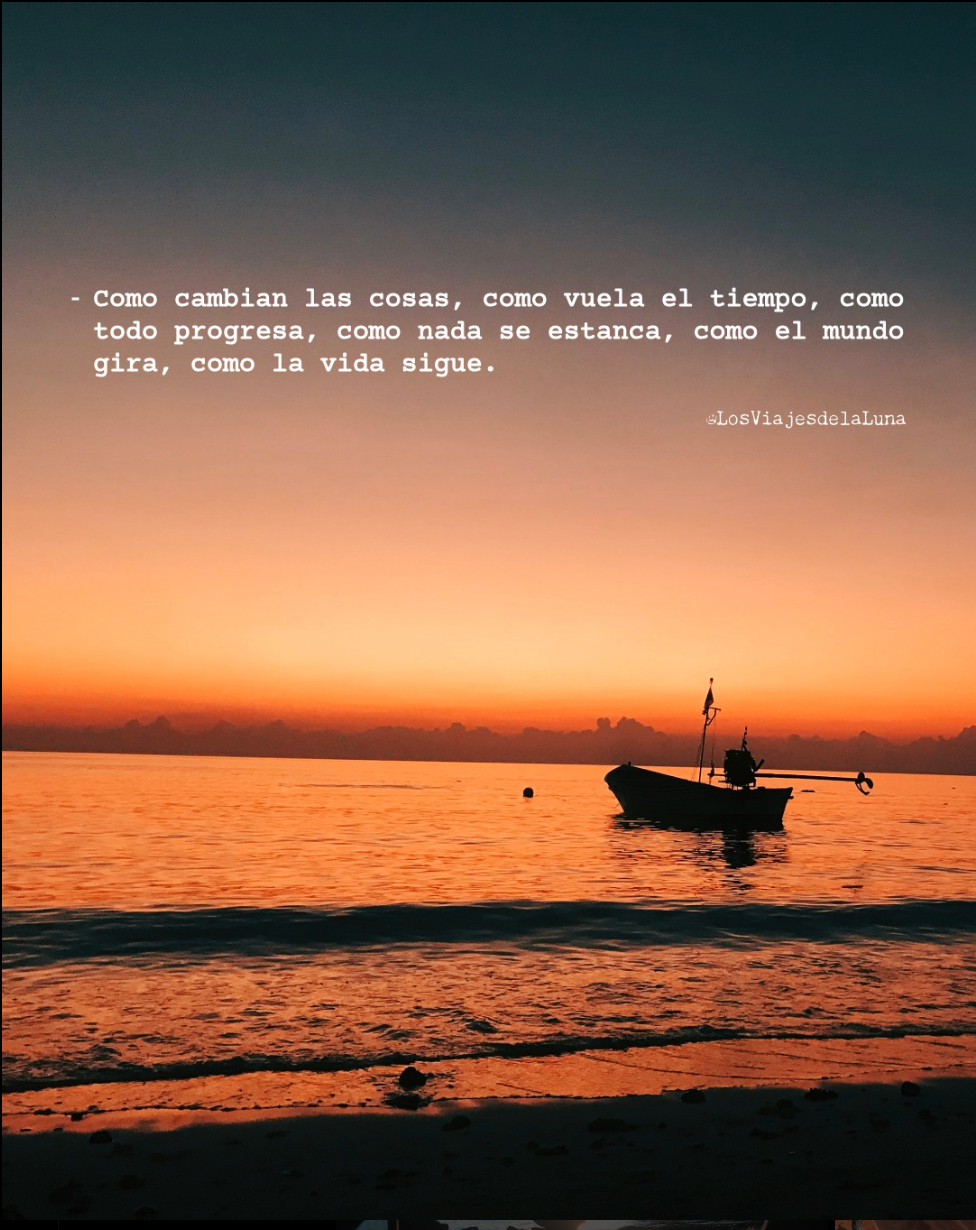 - Como cambian las cosas, como vuela el tiempo, como
todo progresa, como nada se estanca, como el mundo
gira, como la vida sigue.
@LosViajesdelaLuna